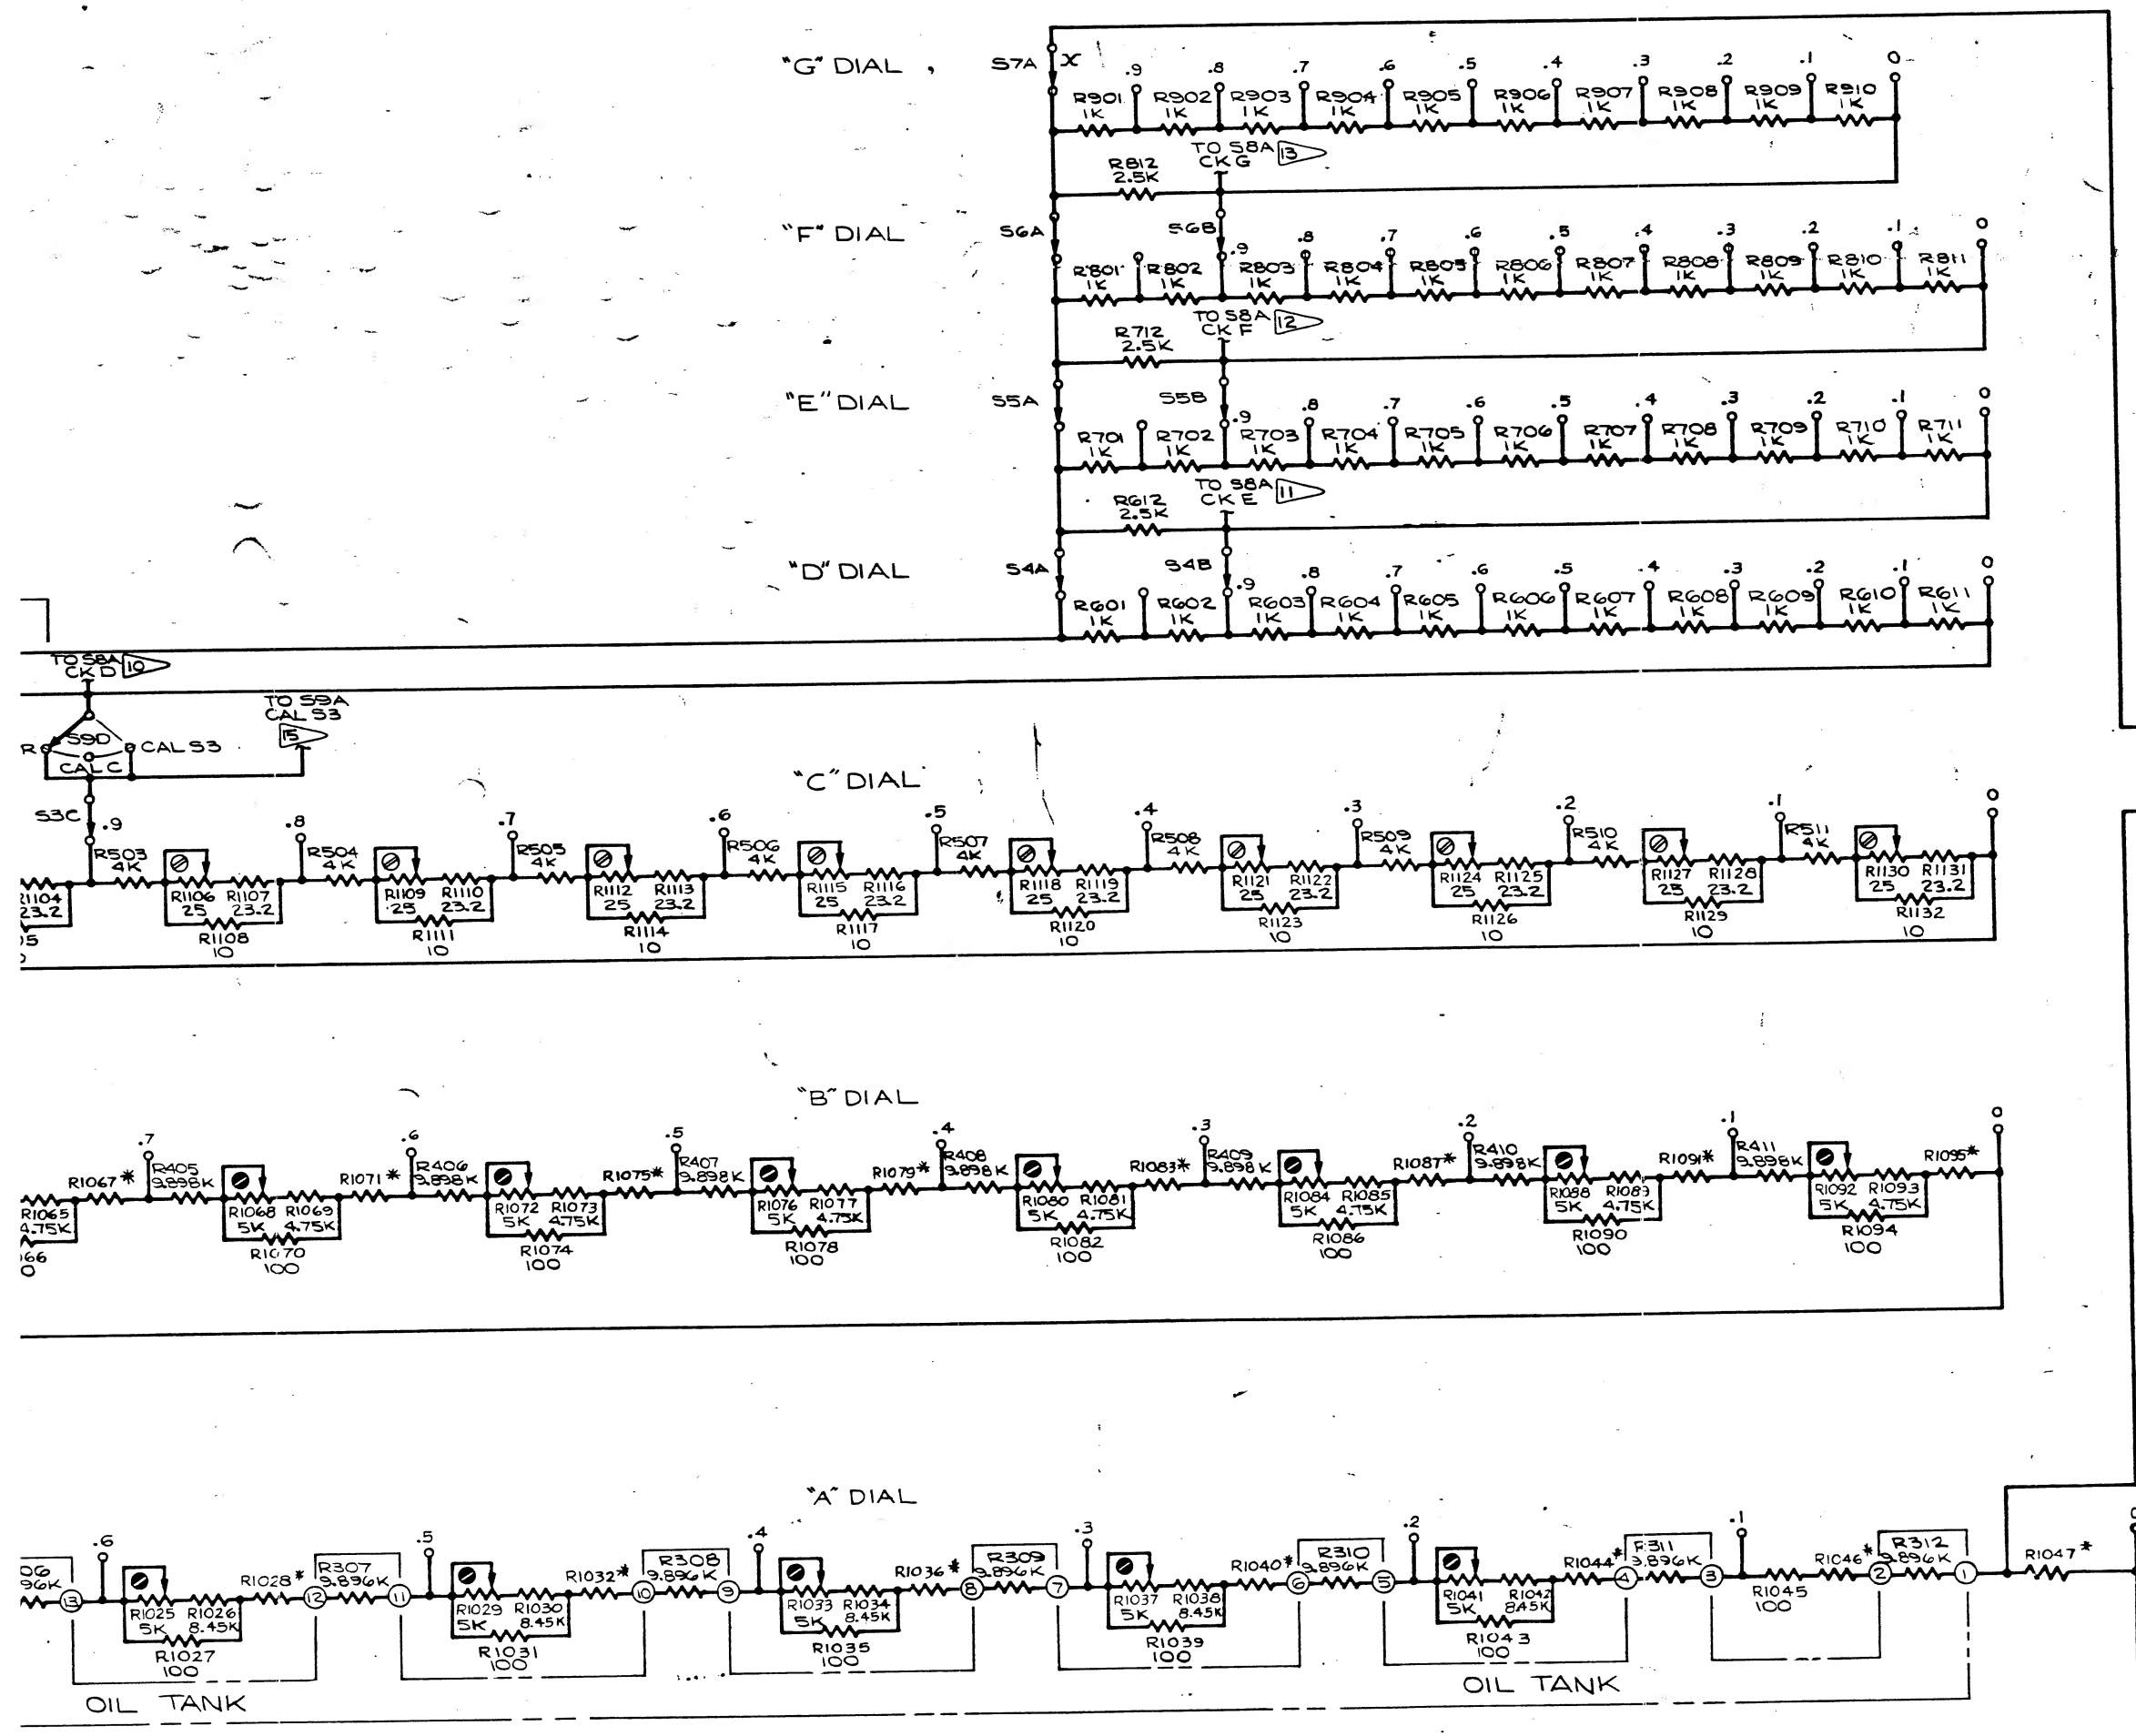 "G" DIAL
S7A
X
.9 .8 .7 .6 .5 .4 .3 .2 .1 0
R901 R902 R903 R904 R905 R906 R907 R908 R909 R910
1K 1K 1K 1K 1K 1K 1K 1K 1K 1K
TO S8A
CK G 13
R812
2.5K
"F" DIAL
S6A
S6B
.9 .8 .7 .6 .5 .4 .3 .2 .1 0
R801 R802 R803 R804 R805 R806 R807 R808 R809 R810 R811
1K 1K 1K 1K 1K 1K 1K 1K 1K 1K 1K
TO S8A
CK F 12
R712
2.5K
"E" DIAL
S5A
S5B
.9 .8 .7 .6 .5 .4 .3 .2 .1 0
R701 R702 R703 R704 R705 R706 R707 R708 R709 R710 R711
1K 1K 1K 1K 1K 1K 1K 1K 1K 1K 1K
TO S8A
CK E 11
R612
2.5K
"D" DIAL
S4A
S4B
.9 .8 .7 .6 .5 .4 .3 .2 .1 0
R601 R602 R603 R604 R605 R606 R607 R608 R609 R610 R611
1K 1K 1K 1K 1K 1K 1K 1K 1K 1K 1K
TO S8A
CK D 10
TO S9A
CAL S3
15
R S9D CAL S3
CAL C
"C" DIAL
S3C
.9 .8 .7 .6 .5 .4 .3 .2 .1 0
R503 R504 R505 R506 R507 R508 R509 R510 R511
4K 4K 4K 4K 4K 4K 4K 4K 4K
R1104 R1106 R1107 R1109 R1110 R1112 R1113 R1115 R1116 R1118 R1119 R1121 R1122 R1124 R1125 R1127 R1128 R1130 R1131
23.2 25 23.2 25 23.2 25 23.2 25 23.2 25 23.2 25 23.2 25 23.2 25 23.2 25 23.2
05 R1108 R1111 R1114 R1117 R1120 R1123 R1126 R1129 R1132
0 10 10 10 10 10 10 10 10 10
"B" DIAL
.7 .6 .5 .4 .3 .2 .1 0
R1067* R405 R1071* R406 R1075* R407 R1079* R408 R1083* R409 R1087* R410 R1091* R411 R1095*
9.898K 9.898K 9.898K 9.898K 9.898K 9.898K 9.898K
R1065 R1068 R1069 R1072 R1073 R1076 R1077 R1080 R1081 R1084 R1085 R1088 R1089 R1092 R1093
4.75K 5K 4.75K 5K 4.75K 5K 4.75K 5K 4.75K 5K 4.75K 5K 4.75K 5K 4.75K
66 R1070 R1074 R1078 R1082 R1086 R1090 R1094
0 100 100 100 100 100 100 100
"A" DIAL
.6 .5 .4 .3 .2 .1
06 R1028* R307 R1032* R308 R1036* R309 R1040* R310 R1044* R311 R1046* R312 R1047*
96K 9.896K 9.896K 9.896K 9.896K 9.896K 9.896K
13 12 11 10 9 8 7 6 5 4 3 2 1
R1025 R1026 R1029 R1030 R1033 R1034 R1037 R1038 R1041 R1042 R1045
5K 8.45K 5K 8.45K 5K 8.45K 5K 8.45K 5K 8.45K 100
R1027 R1031 R1035 R1039 R1043
100 100 100 100 100
OIL TANK OIL TANK